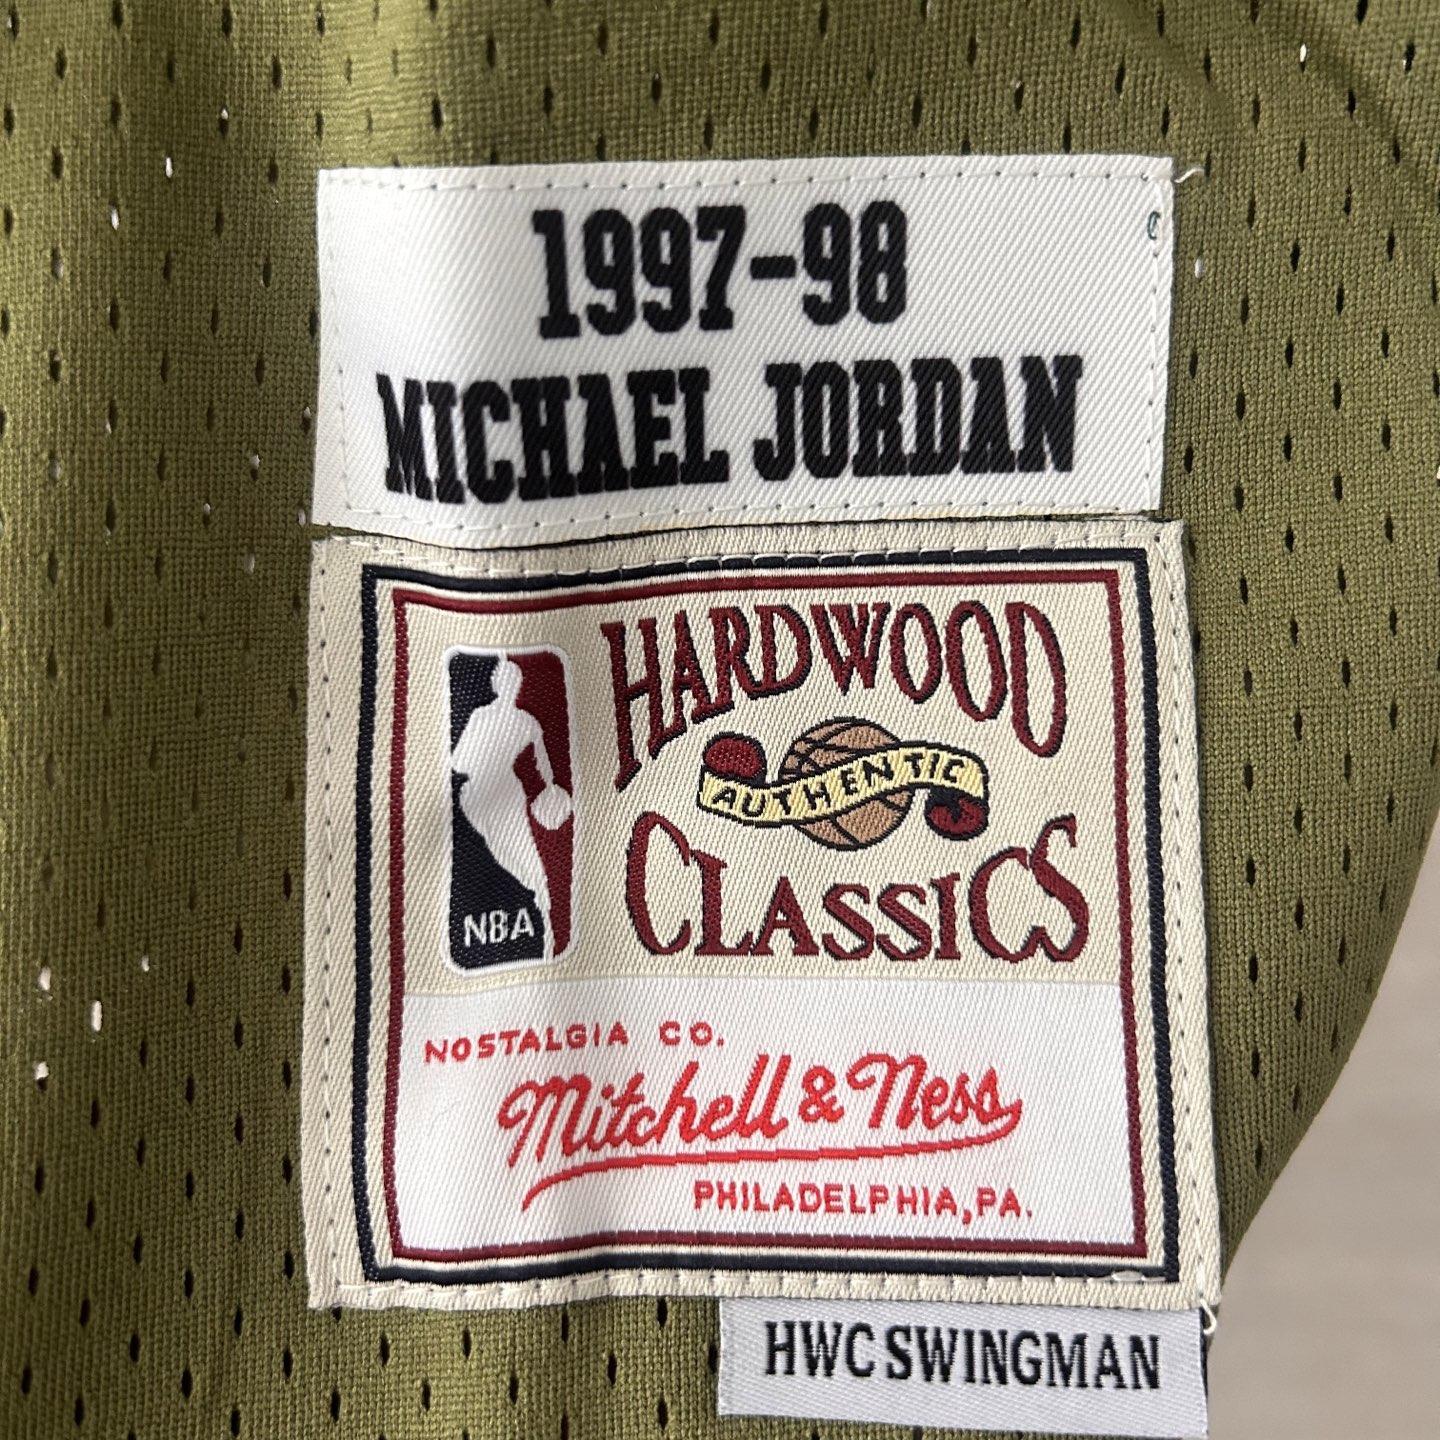 1997-98
MICHAEL JORDAN
HARDWOOD
AUTHENTIC
CLASSICS
NBA
NOSTALGIA CO.
Mitchell & Ness
PHILADELPHIA, PA.
HWC SWINGMAN